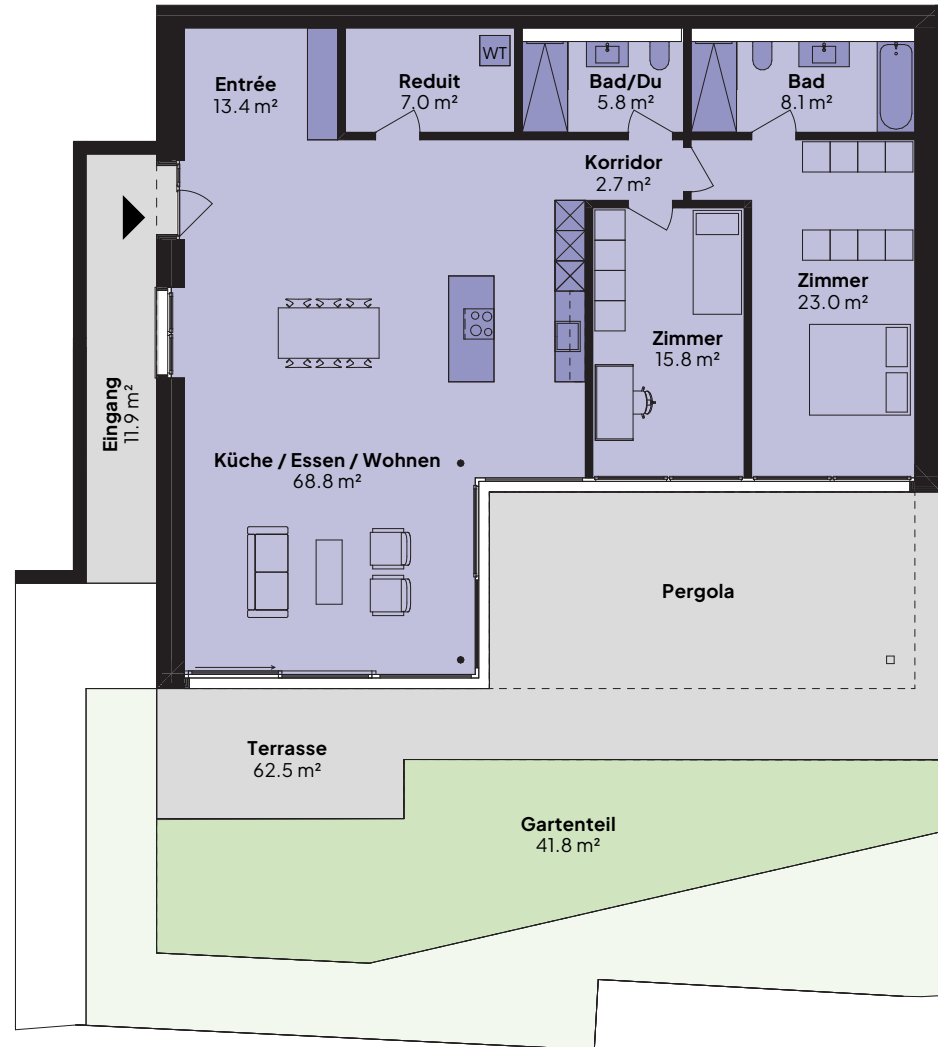 Entrée
13.4 m²
Reduit
7.0 m²
WT
Bad/Du
5.8 m²
Bad
8.1 m²
Korridor
2.7 m²
Zimmer
23.0 m²
Zimmer
15.8 m²
Eingang
11.9 m²
Küche / Essen / Wohnen
68.8 m²
Pergola
Terrasse
62.5 m²
Gartenteil
41.8 m²